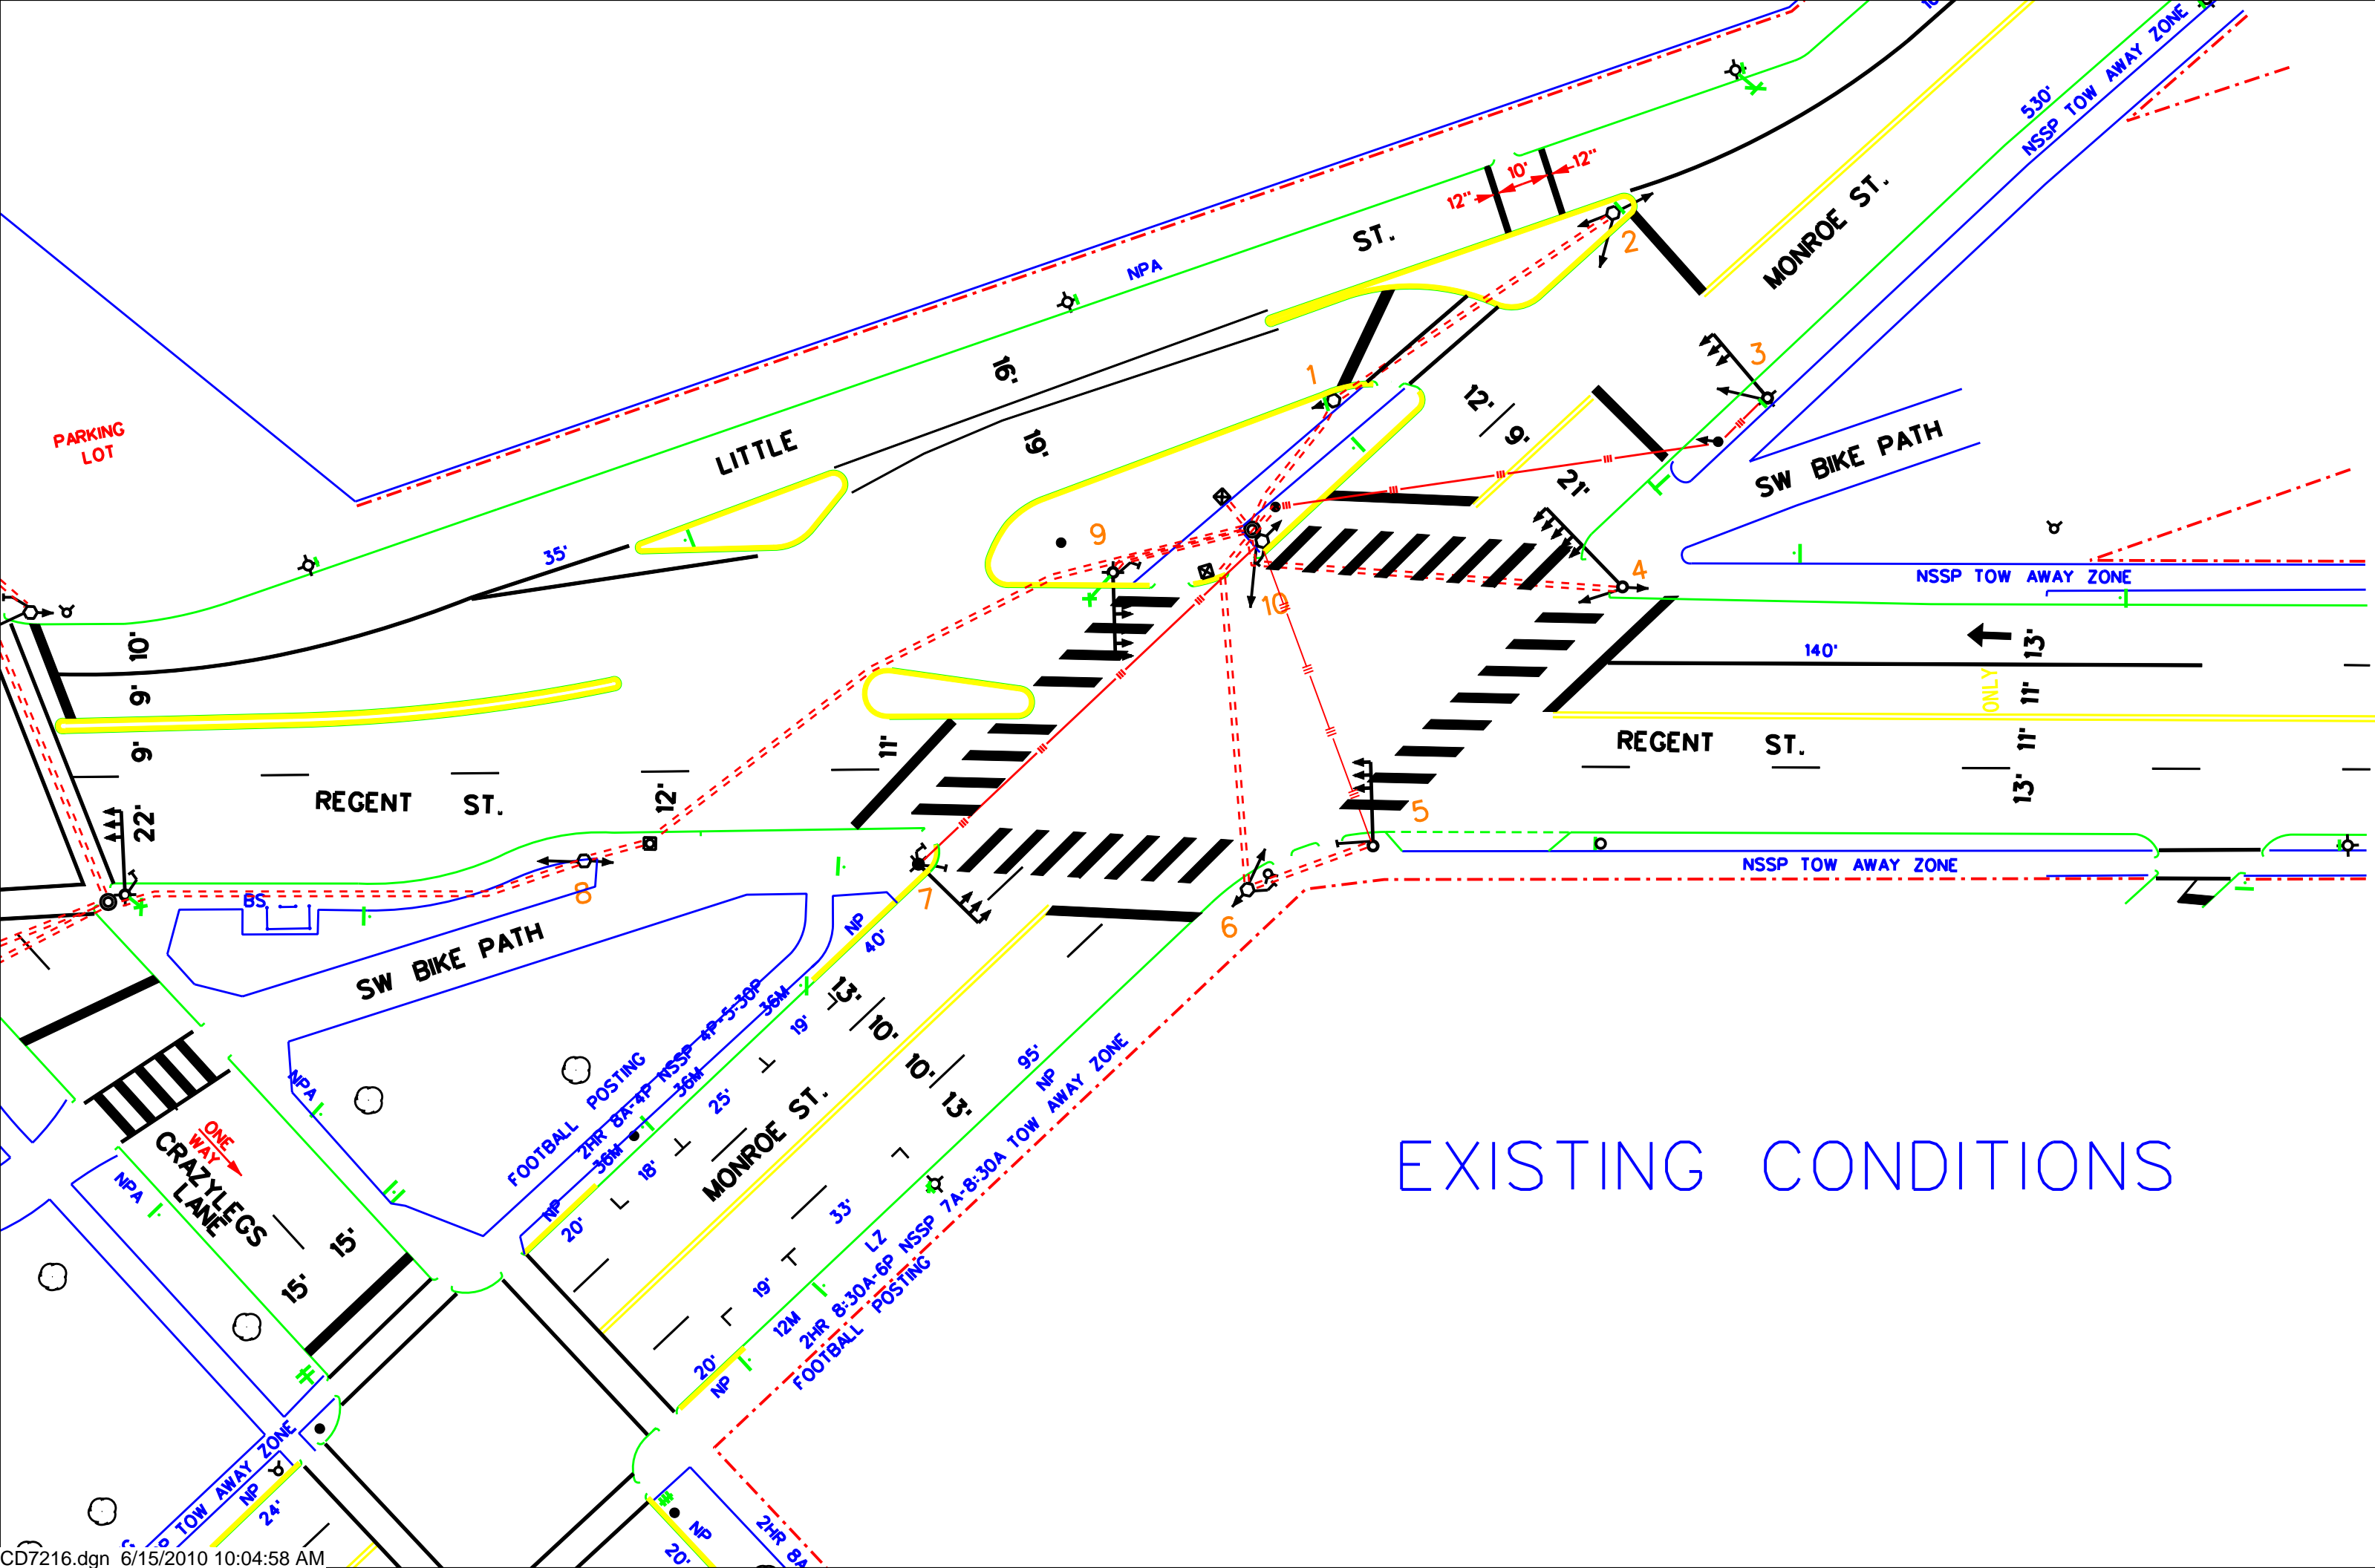 530'
NSSP TOW AWAY ZONE
12"
10'
12"
ST.
NPA
2
MONROE ST.
3
1
16'
19'
12'
9'
21'
PARKING
LOT
LITTLE
SW BIKE PATH
35'
9
10
4
NSSP TOW AWAY ZONE
10'
9'
9'
22'
140'
13'
11'
ONLY
11'
13'
REGENT ST.
REGENT ST.
12'
11'
5
NSSP TOW AWAY ZONE
8
7
6
BS
SW BIKE PATH
NP
40'
13'
10'
10'
13'
FOOTBALL POSTING
2HR 8A-4P NSSP 4P-5:30P
36M
36M
36M
19'
25'
18'
NP
20'
MONROE ST.
95'
NP
NSSP 7A-8:30A TOW AWAY ZONE
33'
LZ
19'
12M
2HR 8:30A-6P
FOOTBALL POSTING
20'
NP
NPA
ONE
WAY
CRAZYLEGS
LANE
NPA
15'
15'
EXISTING CONDITIONS
TOW AWAY ZONE
NP
24'
NP
20'
2HR 8A
CD7216.dgn 6/15/2010 10:04:58 AM